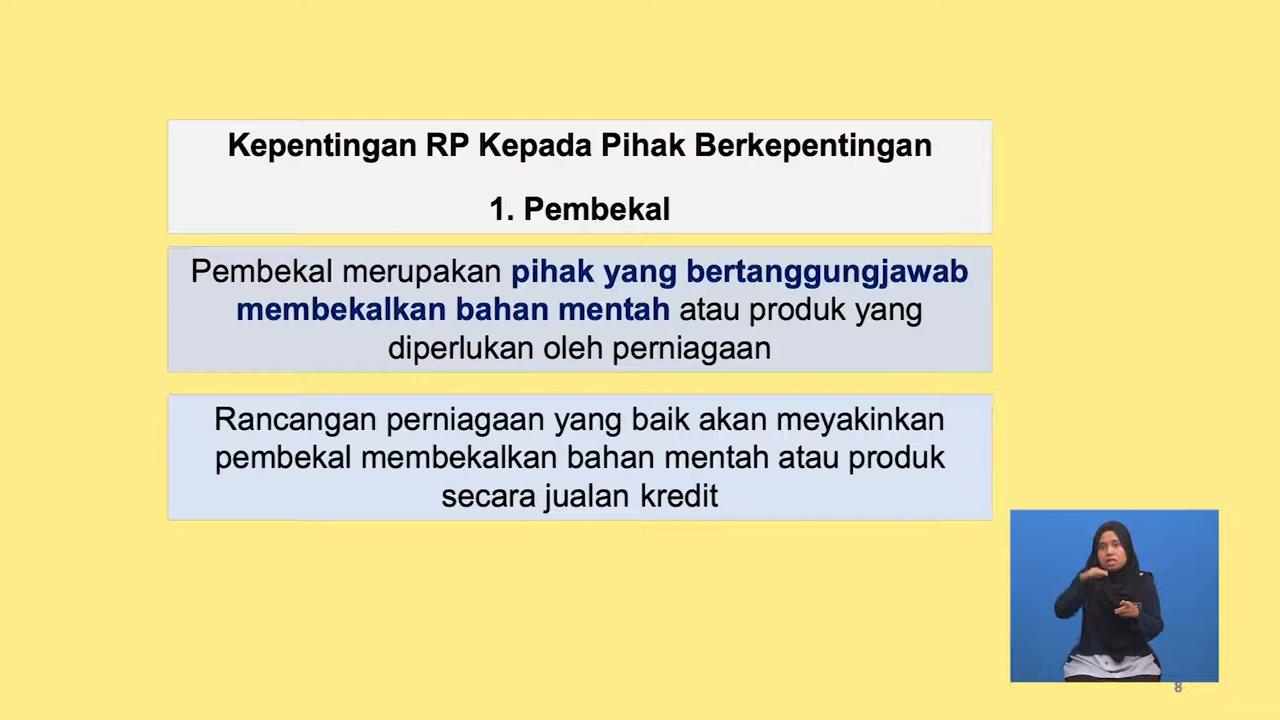 Kepentingan RP Kepada Pihak Berkepentingan
1. Pembekal
Pembekal merupakan pihak yang bertanggungjawab
membekalkan bahan mentah atau produk yang
diperlukan oleh perniagaan
Rancangan perniagaan yang baik akan meyakinkan
pembekal membekalkan bahan mentah atau produk
secara jualan kredit
8